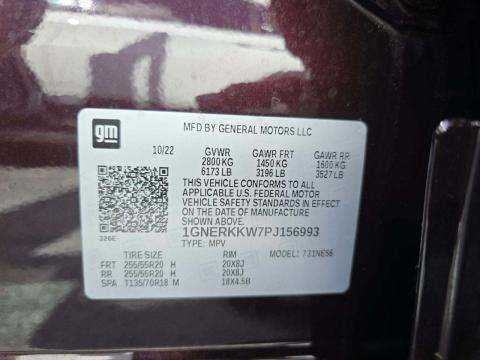 gm
MFD BY GENERAL MOTORS LLC
10/22 GVWR GAWR FRT GAWR RR
2800 KG 1450 KG 1600 KG
6173 LB 3196 LB 3527 LB
THIS VEHICLE CONFORMS TO ALL
APPLICABLE U.S. FEDERAL MOTOR
VEHICLE SAFETY STANDARDS IN EFFECT
ON THE DATE OF MANUFACTURE
SHOWN ABOVE.
1GNERKKW7PJ156993
TYPE: MPV
326E
TIRE SIZE RIM MODEL: 731NE56
FRT 255/55R20 H 20X8J
RR 255/55R20 H 20X8J
SPA T135/70R18 M 18X4.5B